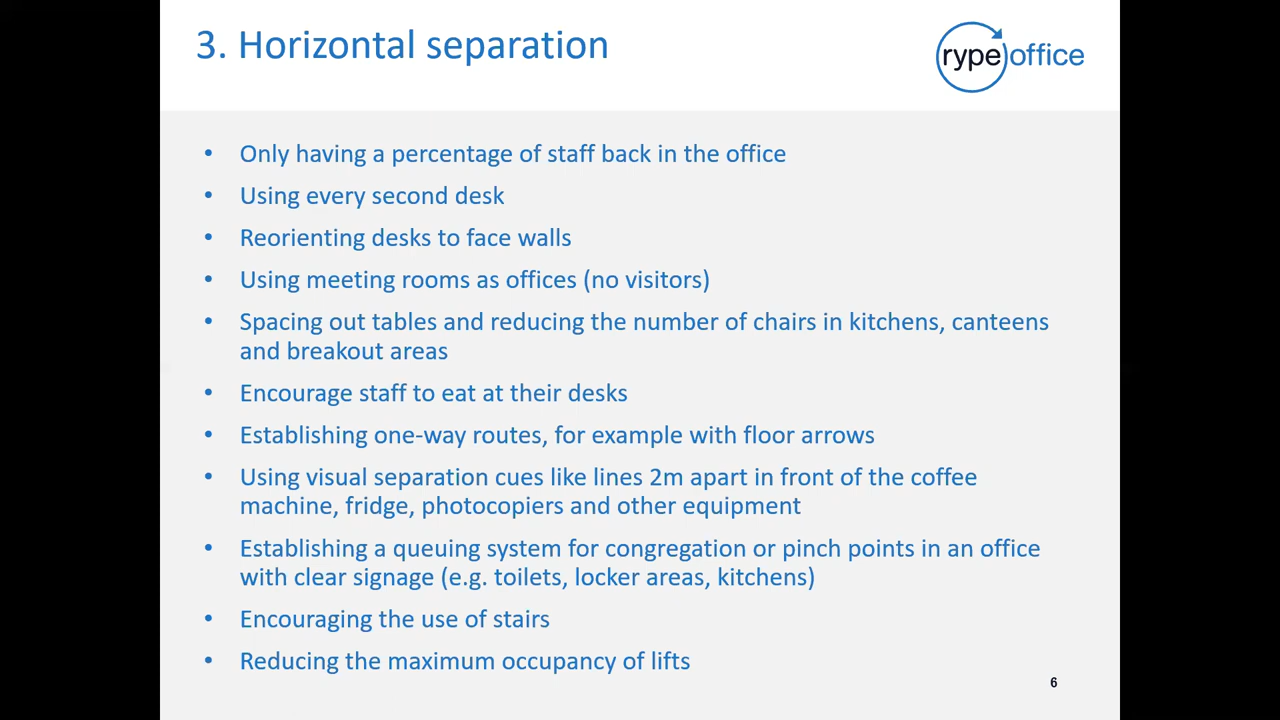 3. Horizontal separation
rype office
• Only having a percentage of staff back in the office
• Using every second desk
• Reorienting desks to face walls
• Using meeting rooms as offices (no visitors)
• Spacing out tables and reducing the number of chairs in kitchens, canteens
and breakout areas
• Encourage staff to eat at their desks
• Establishing one-way routes, for example with floor arrows
• Using visual separation cues like lines 2m apart in front of the coffee
machine, fridge, photocopiers and other equipment
• Establishing a queuing system for congregation or pinch points in an office
with clear signage (e.g. toilets, locker areas, kitchens)
• Encouraging the use of stairs
• Reducing the maximum occupancy of lifts
6